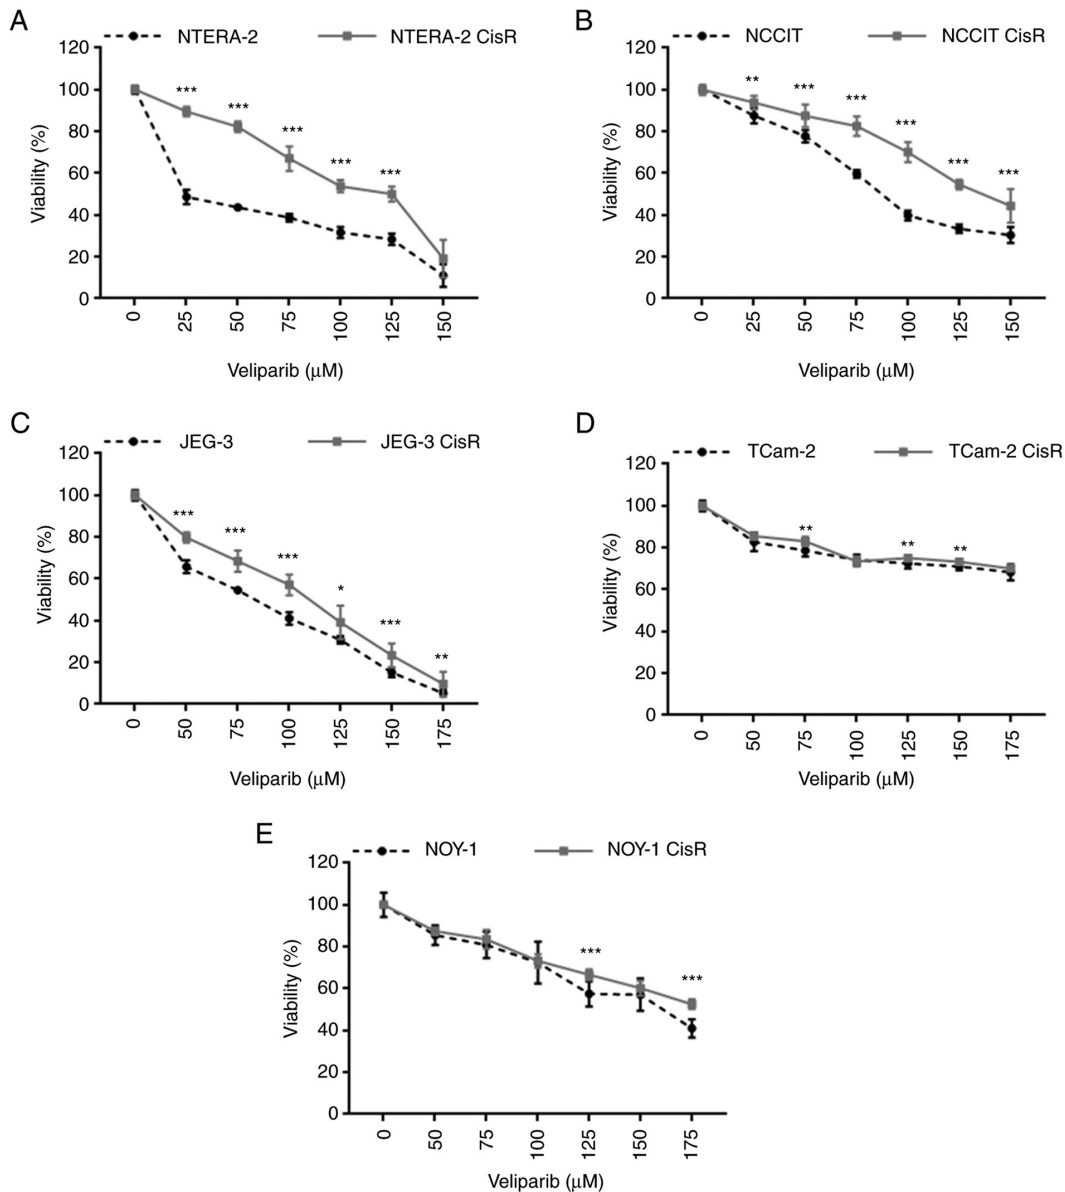 A
NTERA-2 NTERA-2 CisR
120
100
80
60
40
20
0
Viability (%)
*** *** *** *** ***
0 25 50 75 100 125 150
Veliparib (μM)
B
NCCIT NCCIT CisR
120
100
80
60
40
20
0
Viability (%)
** *** *** *** *** ***
0 25 50 75 100 125 150
Veliparib (μM)
C
JEG-3 JEG-3 CisR
120
100
80
60
40
20
0
Viability (%)
*** *** *** * *** **
0 50 75 100 125 150 175
Veliparib (μM)
D
TCam-2 TCam-2 CisR
120
100
80
60
40
20
0
Viability (%)
** ** **
0 50 75 100 125 150 175
Veliparib (μM)
E
NOY-1 NOY-1 CisR
120
100
80
60
40
20
0
Viability (%)
*** ***
0 50 75 100 125 150 175
Veliparib (μM)